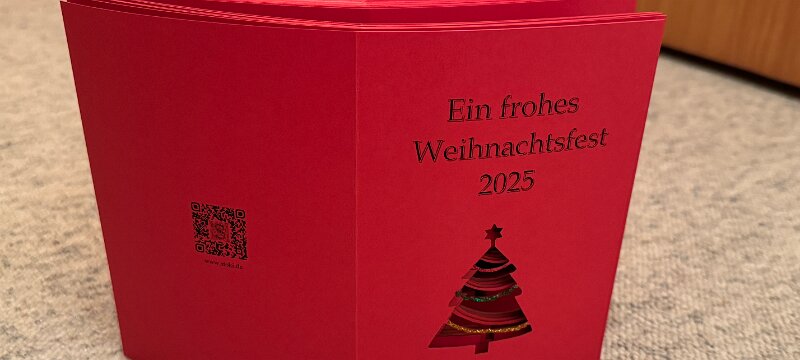 Ein frohes
Weihnachtsfest
2025